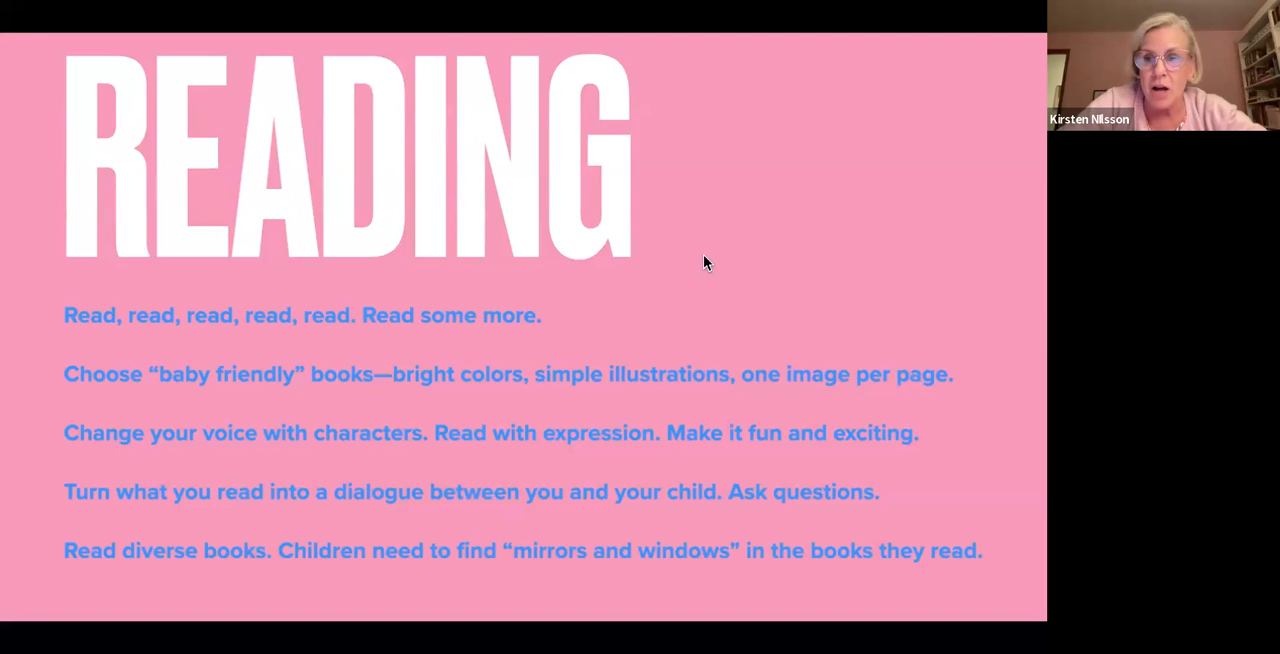 READING
Kirsten NIlsson
Read, read, read, read, read. Read some more.
Choose “baby friendly” books—bright colors, simple illustrations, one image per page.
Change your voice with characters. Read with expression. Make it fun and exciting.
Turn what you read into a dialogue between you and your child. Ask questions.
Read diverse books. Children need to find “mirrors and windows” in the books they read.